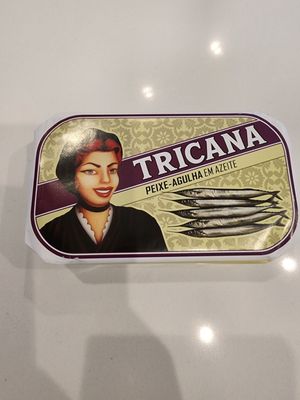 TRICANA
PEIXE-AGULHA EM AZEITE